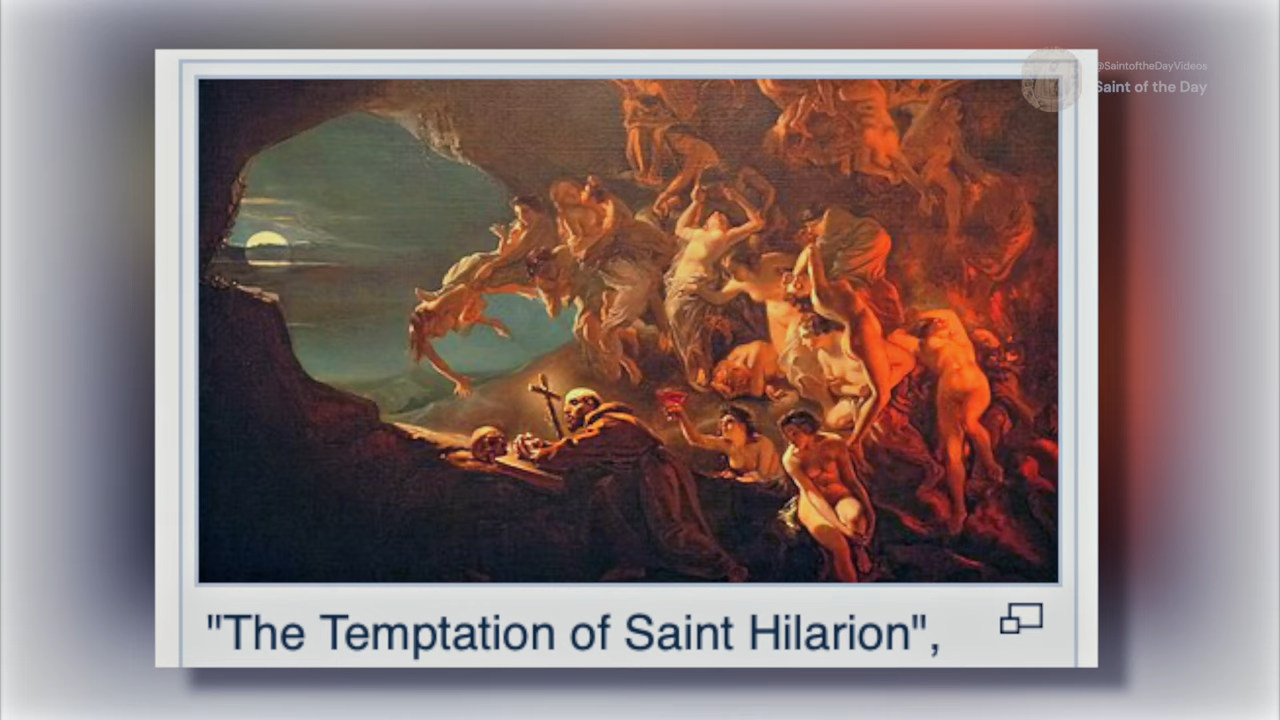 @SaintoftheDayVideos
Saint of the Day
"The Temptation of Saint Hilarion",